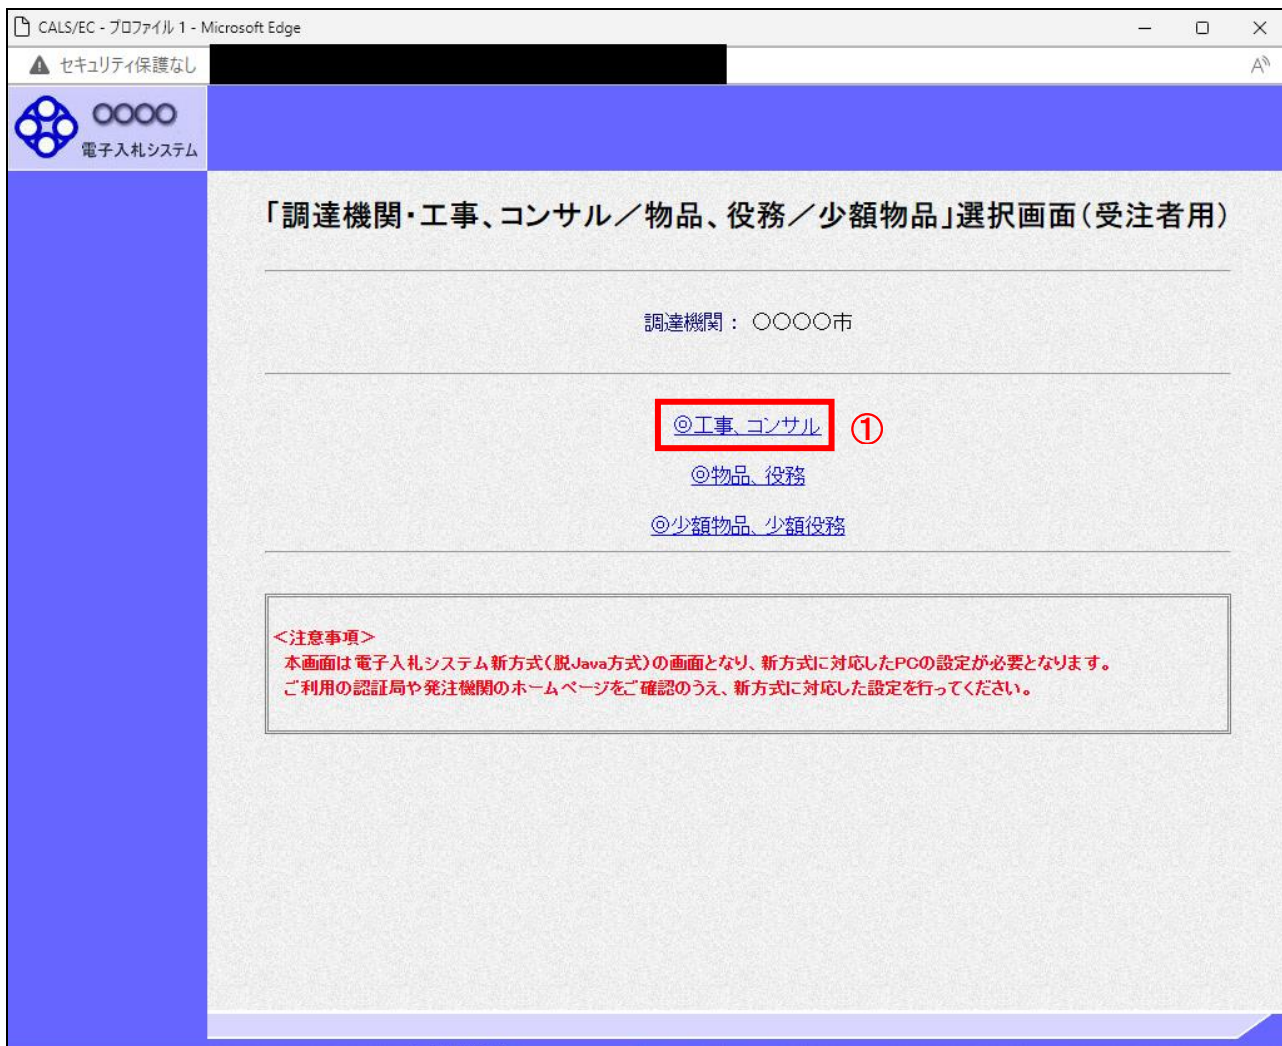 CALS/EC - プロファイル 1 - Microsoft Edge
セキュリティ保護なし
○○○○
電子入札システム
「調達機関・工事、コンサル／物品、役務／少額物品」選択画面（受注者用）
調達機関： ○○○○市
◎工事、コンサル ①
◎物品、役務
◎少額物品、少額役務
＜注意事項＞
本画面は電子入札システム新方式（脱Java方式）の画面となり、新方式に対応したPCの設定が必要となります。
ご利用の認証局や発注機関のホームページをご確認のうえ、新方式に対応した設定を行ってください。